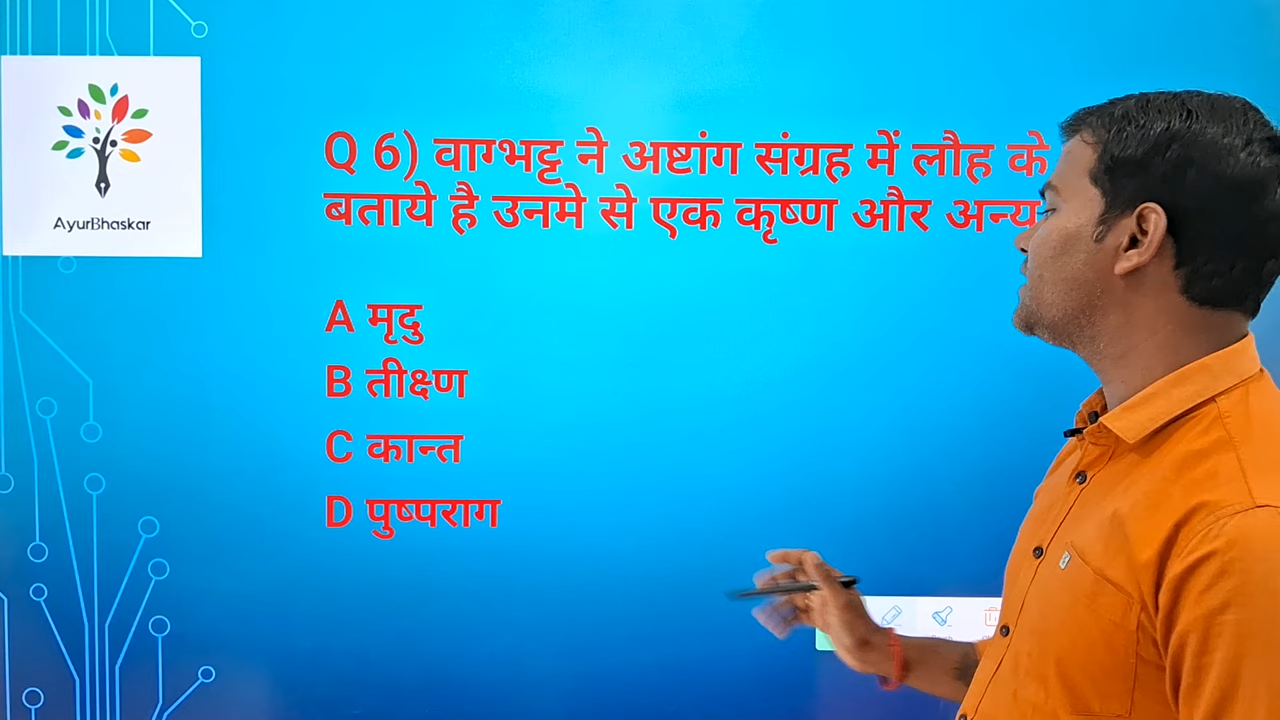 AyurBhaskar
Q 6) वाग्भट्ट ने अष्टांग संग्रह में लौह के
बताये है उनमे से एक कृष्ण और अन्य
A मृदु
B तीक्ष्ण
C कान्त
D पुष्पराग